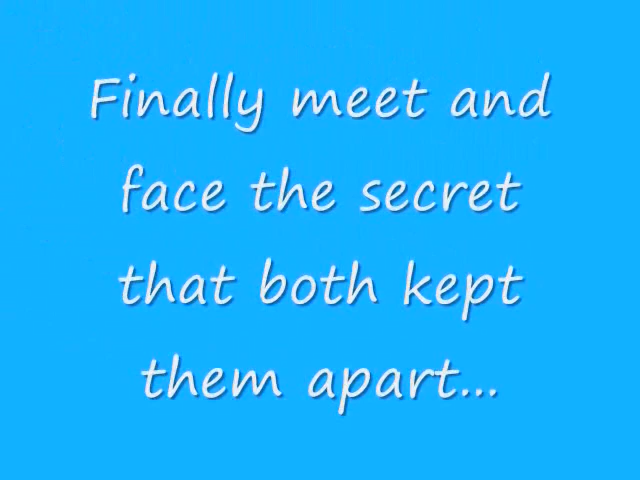 Finally meet and
face the secret
that both kept
them apart...